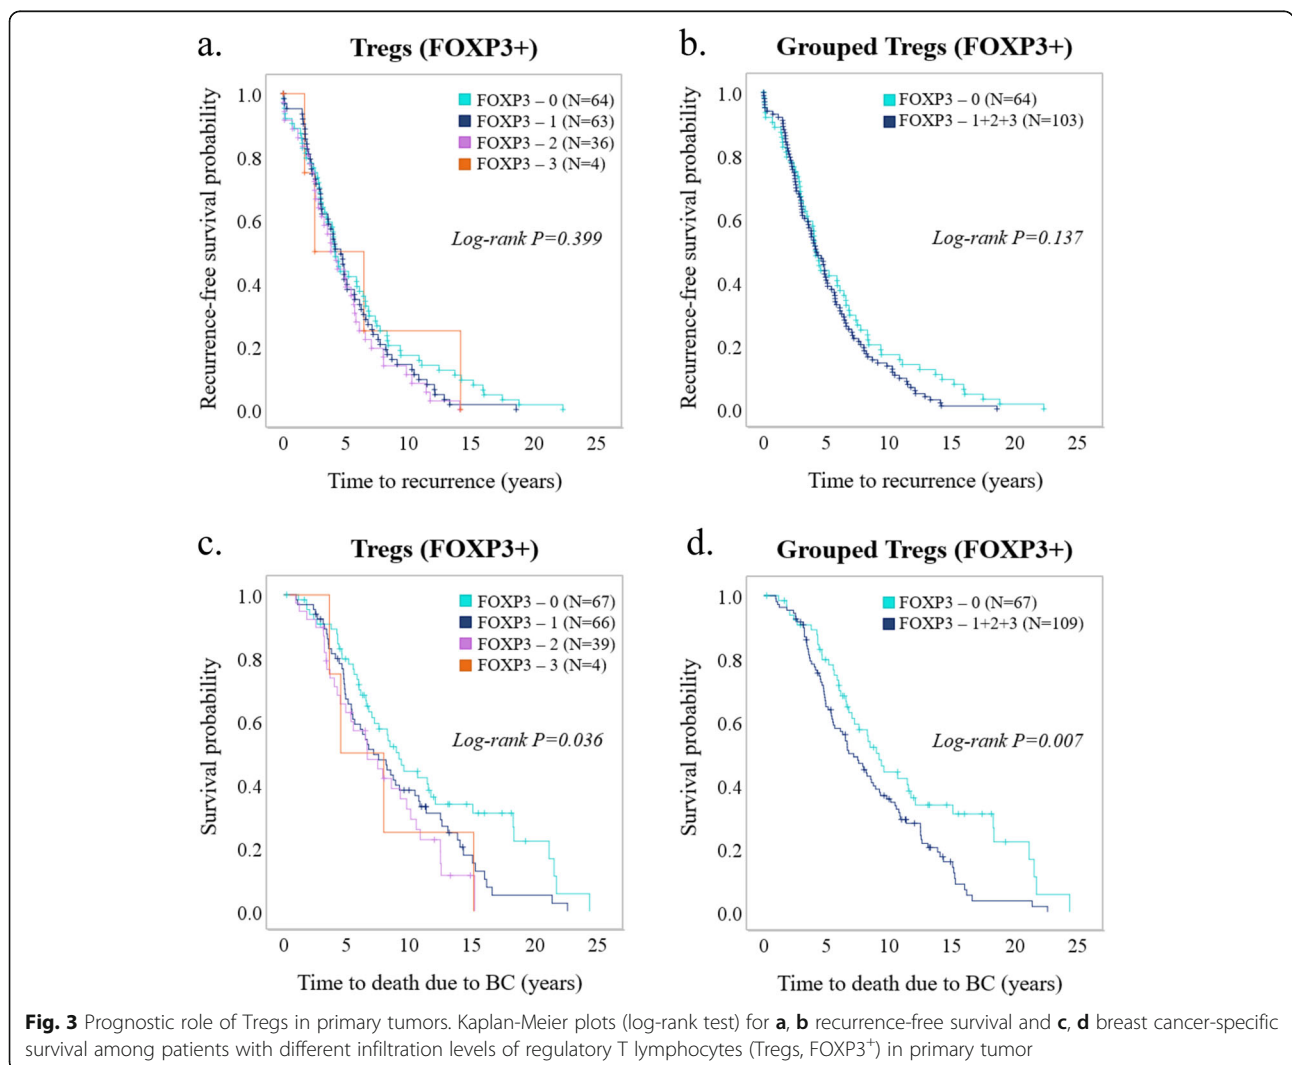 a.
Tregs (FOXP3+)
Recurrence-free survival probability
1.0
0.8
0.6
0.4
0.2
0.0
FOXP3 – 0 (N=64)
FOXP3 – 1 (N=63)
FOXP3 – 2 (N=36)
FOXP3 – 3 (N=4)
Log-rank P=0.399
0 5 10 15 20 25
Time to recurrence (years)
b.
Grouped Tregs (FOXP3+)
Recurrence-free survival probability
1.0
0.8
0.6
0.4
0.2
0.0
FOXP3 – 0 (N=64)
FOXP3 – 1+2+3 (N=103)
Log-rank P=0.137
0 5 10 15 20 25
Time to recurrence (years)
c.
Tregs (FOXP3+)
Survival probability
1.0
0.8
0.6
0.4
0.2
0.0
FOXP3 – 0 (N=67)
FOXP3 – 1 (N=66)
FOXP3 – 2 (N=39)
FOXP3 – 3 (N=4)
Log-rank P=0.036
0 5 10 15 20 25
Time to death due to BC (years)
d.
Grouped Tregs (FOXP3+)
Survival probability
1.0
0.8
0.6
0.4
0.2
0.0
FOXP3 – 0 (N=67)
FOXP3 – 1+2+3 (N=109)
Log-rank P=0.007
0 5 10 15 20 25
Time to death due to BC (years)
Fig. 3 Prognostic role of Tregs in primary tumors. Kaplan-Meier plots (log-rank test) for a, b recurrence-free survival and c, d breast cancer-specific
survival among patients with different infiltration levels of regulatory T lymphocytes (Tregs, FOXP3⁺) in primary tumor